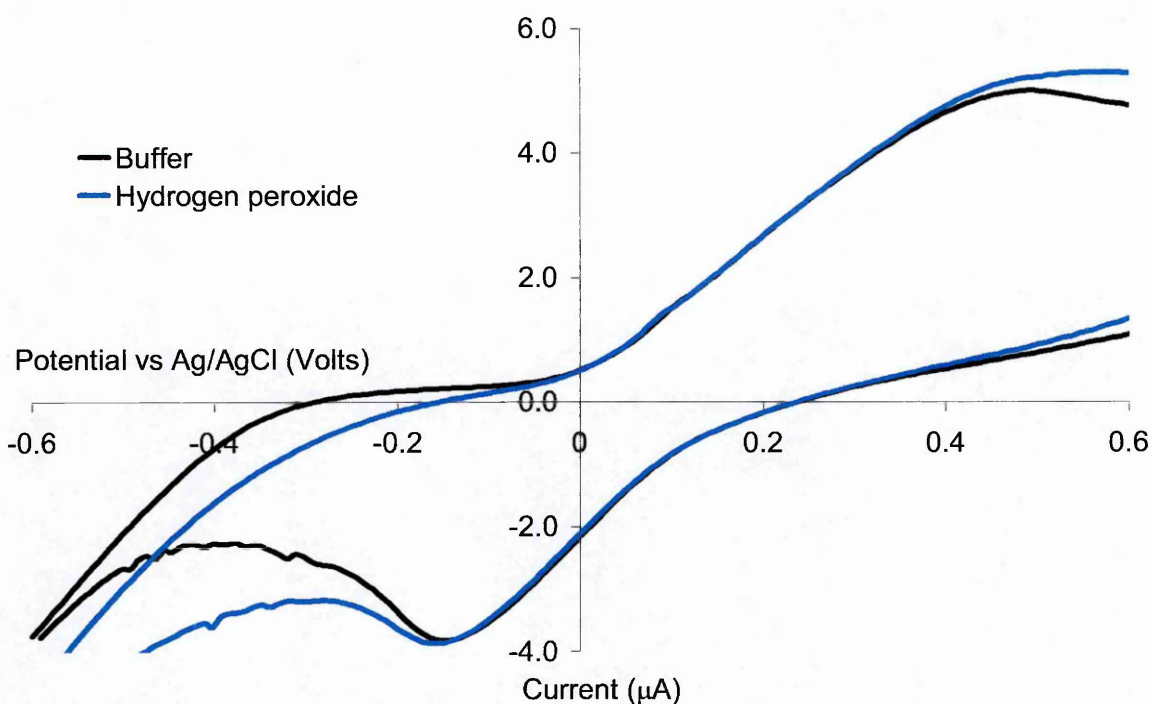 6.0
Buffer
4.0
Hydrogen peroxide
2.0
Potential vs Ag/AgCl (Volts)
0.0
-0.6 -0.4 -0.2 0 0.2 0.4 0.6
-2.0
-4.0
Current (µA)